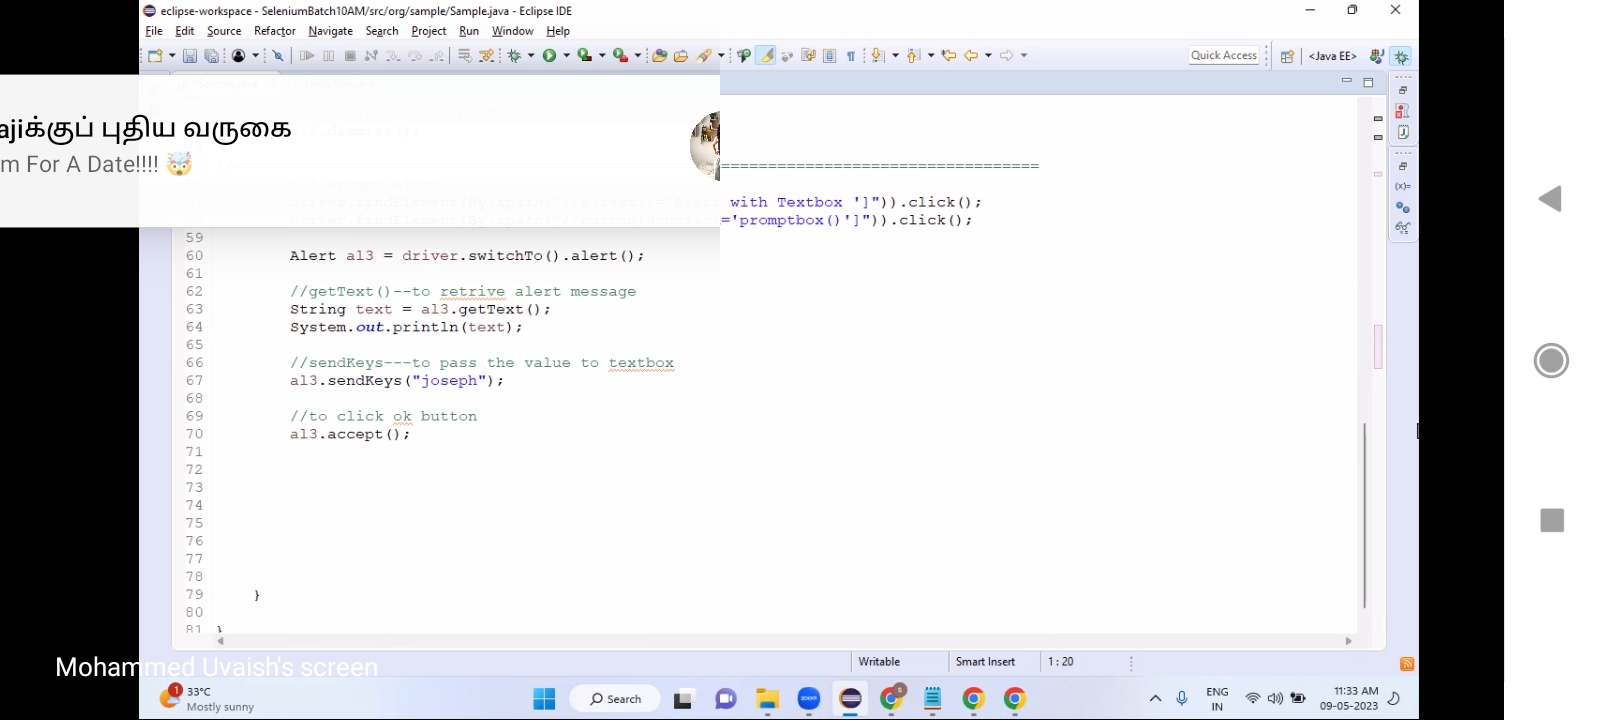 eclipse-workspace - SeleniumBatch10AM/src/org/sample/Sample.java - Eclipse IDE
File Edit Source Refactor Navigate Search Project Run Window Help
Quick Access <Java EE>
ajiக்குப் புதிய வருகை
m For A Date!!!! 🤯
================================
with Textbox ']")).click();
='promptbox()']")).click();
59
60 Alert al3 = driver.switchTo().alert();
61
62 //getText()--to retrive alert message
63 String text = al3.getText();
64 System.out.println(text);
65
66 //sendKeys---to pass the value to textbox
67 al3.sendKeys("joseph");
68
69 //to click ok button
70 al3.accept();
71
72
73
74
75
76
77
78
79 }
80
81 }
Mohammed Uvaish's screen
Writable Smart Insert 1 : 20
1 33°C
Mostly sunny
Search
zoom
ENG
IN
11:33 AM
09-05-2023